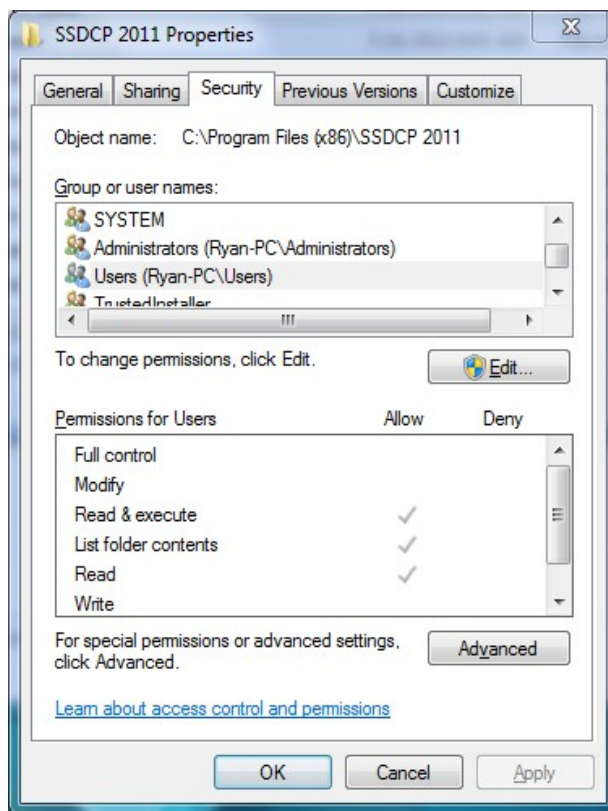 SSDCP 2011 Properties
General Sharing Security Previous Versions Customize
Object name: C:\Program Files (x86)\SSDCP 2011
Group or user names:
SYSTEM
Administrators (Ryan-PC\Administrators)
Users (Ryan-PC\Users)
TrustedInstaller
To change permissions, click Edit.
Edit...
Permissions for Users Allow Deny
Full control
Modify
Read & execute
List folder contents
Read
Write
For special permissions or advanced settings,
click Advanced.
Advanced
Learn about access control and permissions
OK Cancel Apply